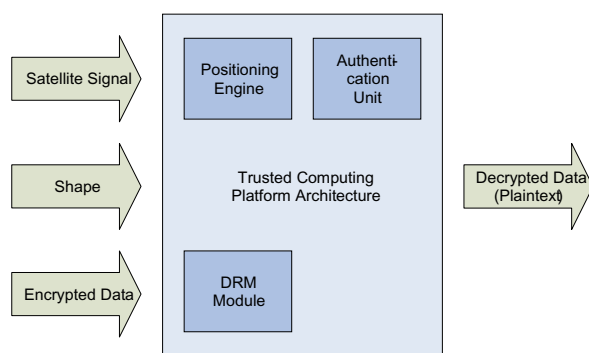 Satellite Signal
Positioning
Engine
Authenti-
cation
Unit
Shape
Trusted Computing
Platform Architecture
Decrypted Data
(Plaintext)
Encrypted Data
DRM
Module